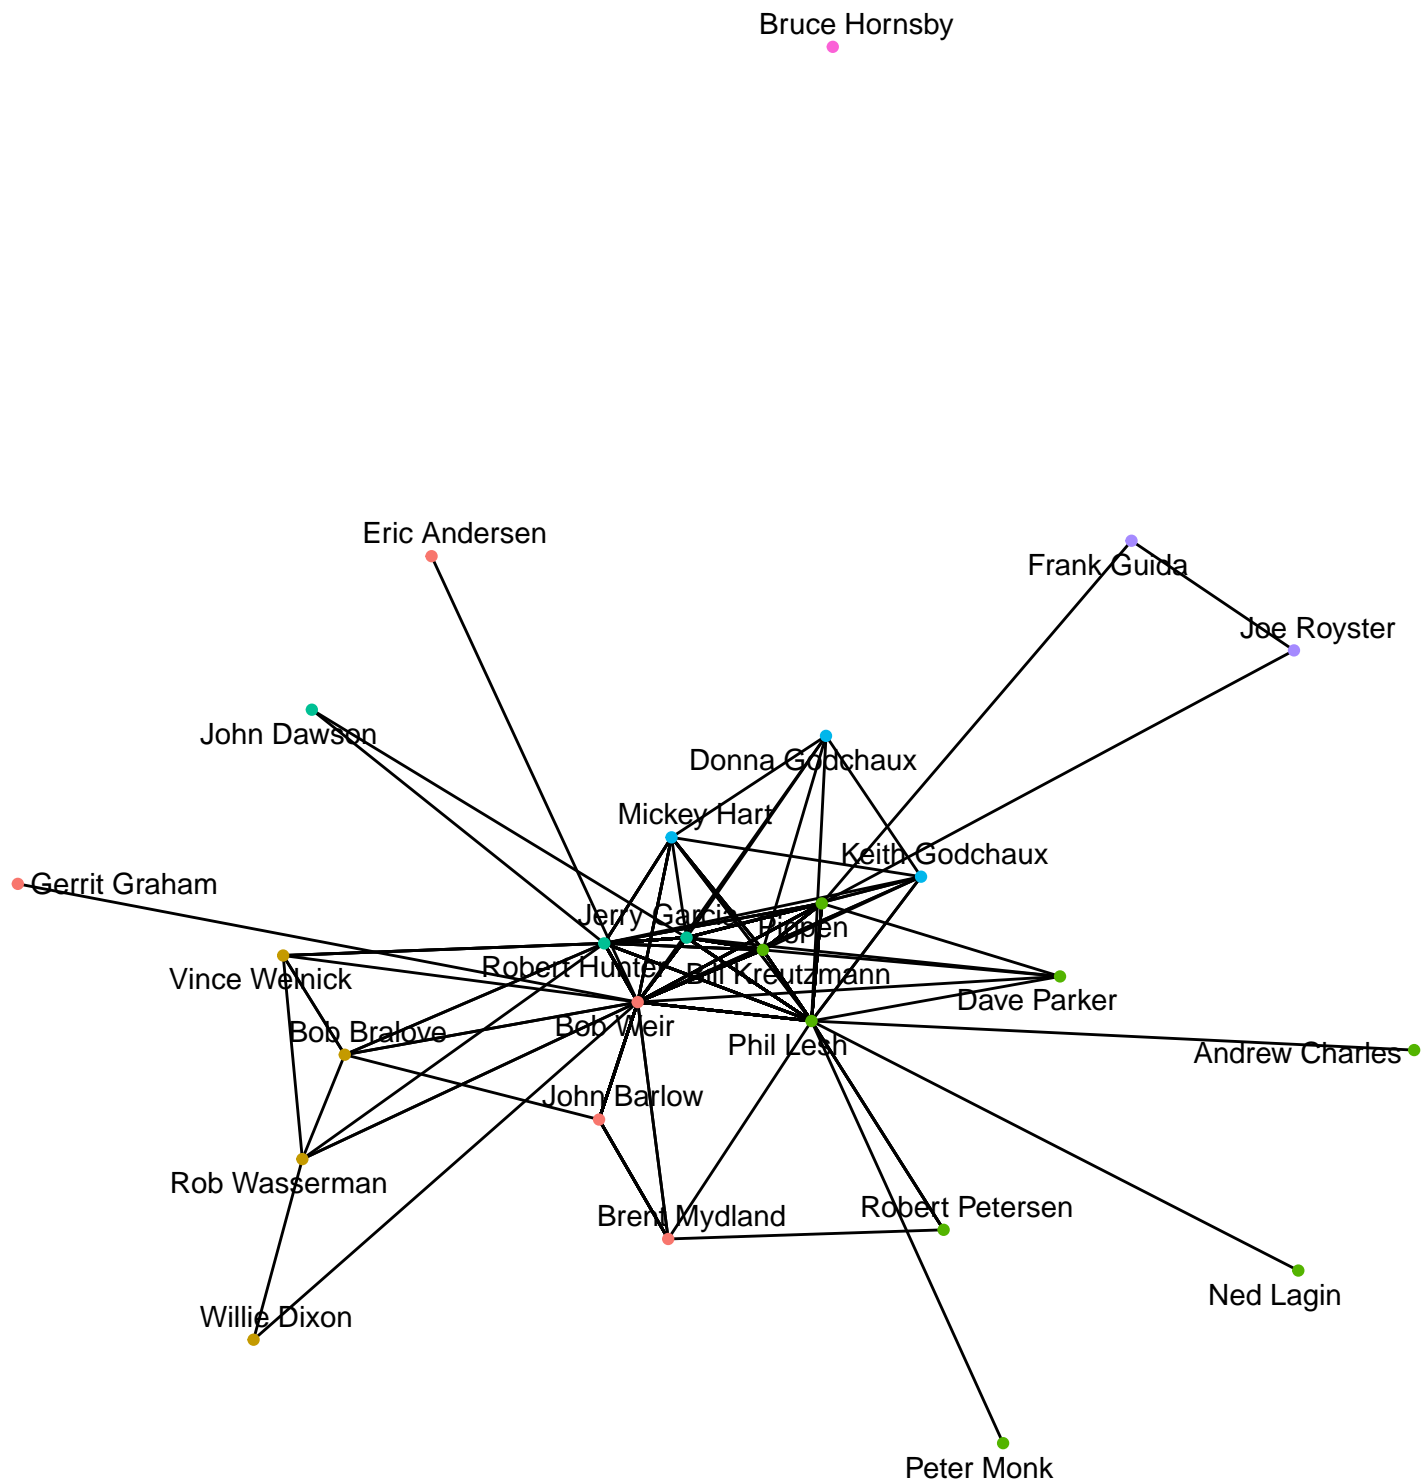 Bruce Hornsby
Eric Andersen
Frank Guida
Joe Royster
John Dawson
Donna Godchaux
Mickey Hart
Keith Godchaux
Gerrit Graham
Jerry Garcia
Pigpen
Robert Hunter
Bill Kreutzmann
Vince Welnick
Dave Parker
Bob Weir
Bob Bralove
Phil Lesh
Andrew Charles
John Barlow
Rob Wasserman
Robert Petersen
Brent Mydland
Ned Lagin
Willie Dixon
Peter Monk